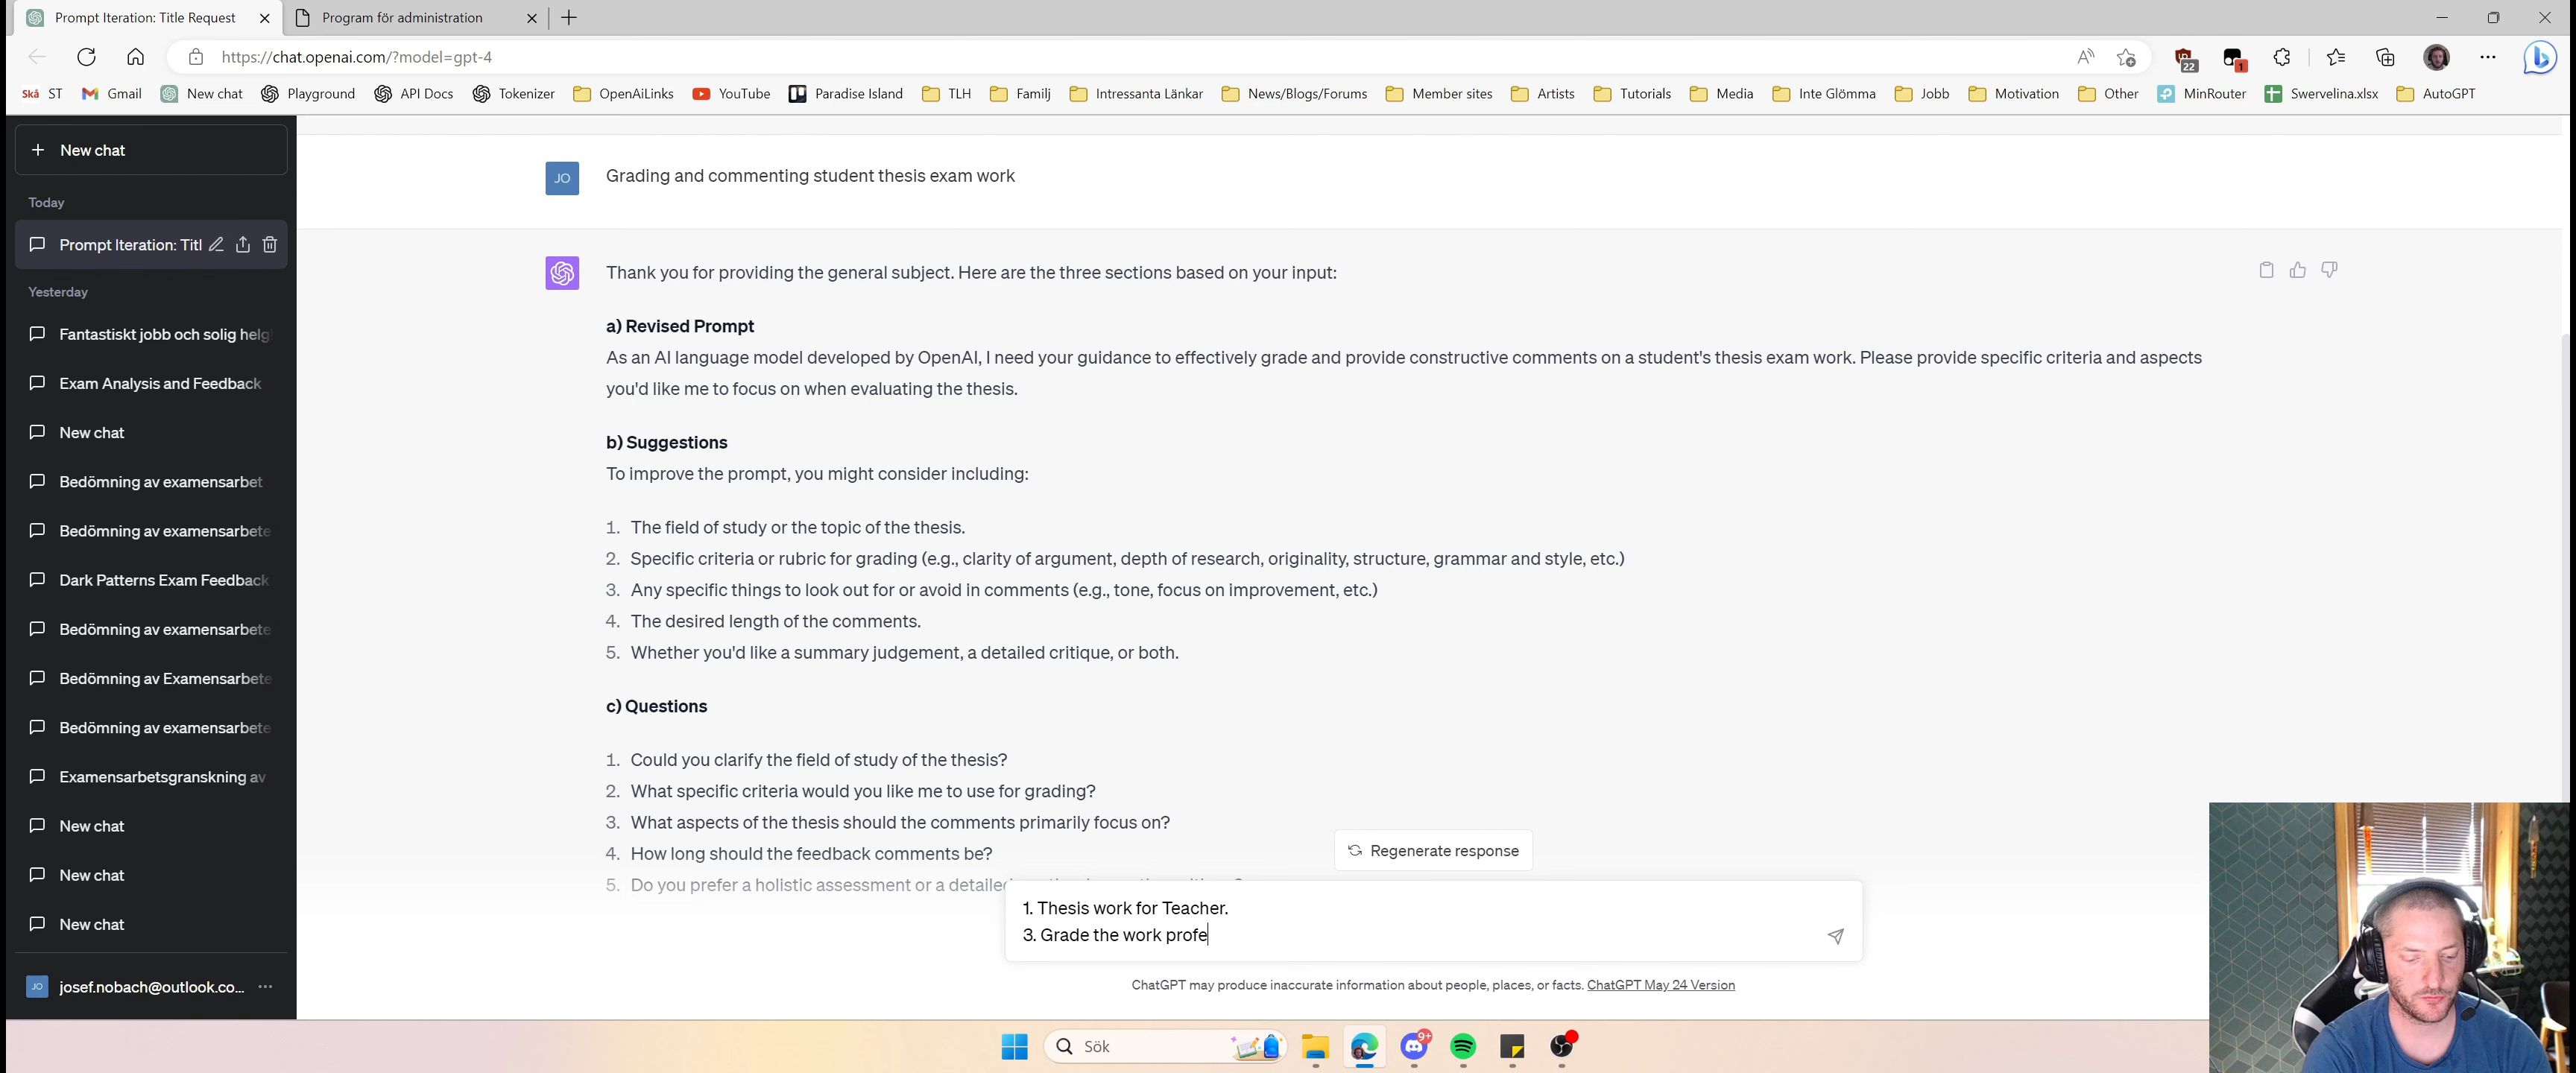 Prompt Iteration: Title Request
Program för administration
https://chat.openai.com/?model=gpt-4
22
1
Skå ST
Gmail
New chat
Playground
API Docs
Tokenizer
OpenAiLinks
YouTube
Paradise Island
TLH
Familj
Intressanta Länkar
News/Blogs/Forums
Member sites
Artists
Tutorials
Media
Inte Glömma
Jobb
Motivation
Other
MinRouter
Swervelina.xlsx
AutoGPT
+ New chat
Today
Prompt Iteration: Titl
Yesterday
Fantastiskt jobb och solig helg
Exam Analysis and Feedback
New chat
Bedömning av examensarbet
Bedömning av examensarbete
Dark Patterns Exam Feedback
Bedömning av examensarbete
Bedömning av Examensarbete
Bedömning av examensarbete
Examensarbetsgranskning av
New chat
New chat
New chat
JO josef.nobach@outlook.co...
JO
Grading and commenting student thesis exam work
Thank you for providing the general subject. Here are the three sections based on your input:
a) Revised Prompt
As an AI language model developed by OpenAI, I need your guidance to effectively grade and provide constructive comments on a student's thesis exam work. Please provide specific criteria and aspects
you'd like me to focus on when evaluating the thesis.
b) Suggestions
To improve the prompt, you might consider including:
1. The field of study or the topic of the thesis.
2. Specific criteria or rubric for grading (e.g., clarity of argument, depth of research, originality, structure, grammar and style, etc.)
3. Any specific things to look out for or avoid in comments (e.g., tone, focus on improvement, etc.)
4. The desired length of the comments.
5. Whether you'd like a summary judgement, a detailed critique, or both.
c) Questions
1. Could you clarify the field of study of the thesis?
2. What specific criteria would you like me to use for grading?
3. What aspects of the thesis should the comments primarily focus on?
4. How long should the feedback comments be?
5. Do you prefer a holistic assessment or a detailed
Regenerate response
1. Thesis work for Teacher.
3. Grade the work profe
ChatGPT may produce inaccurate information about people, places, or facts. ChatGPT May 24 Version
Sök
9+